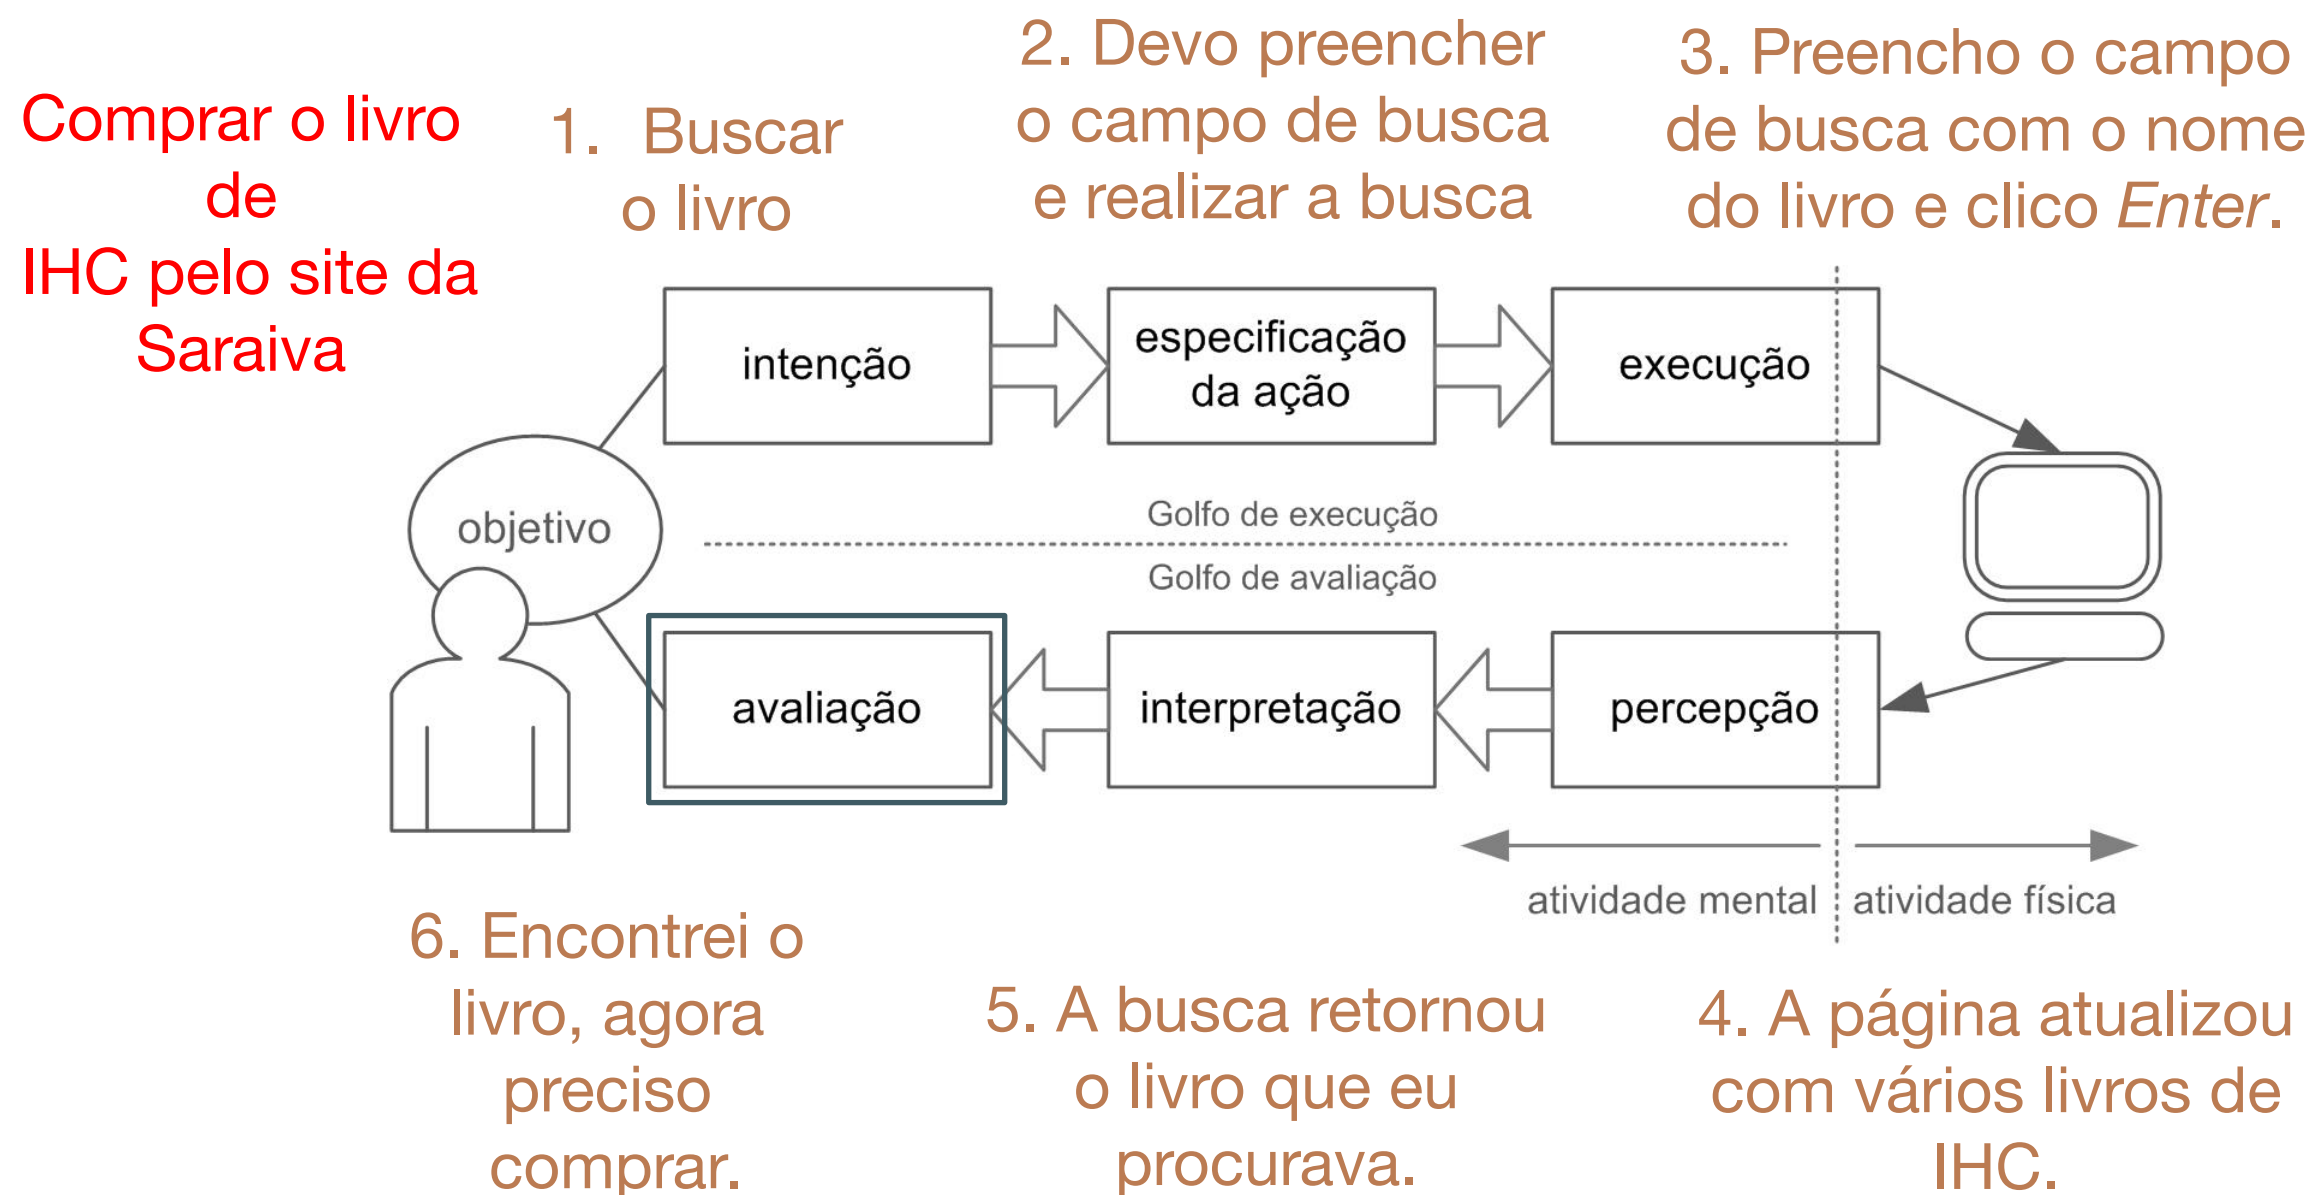 Comprar o livro
de
IHC pelo site da
Saraiva
1. Buscar
o livro
2. Devo preencher
o campo de busca
e realizar a busca
3. Preencho o campo
de busca com o nome
do livro e clico Enter.
intenção
especificação
da ação
execução
objetivo
Golfo de execução
Golfo de avaliação
avaliação
interpretação
percepção
atividade mental
atividade física
6. Encontrei o
livro, agora
preciso
comprar.
5. A busca retornou
o livro que eu
procurava.
4. A página atualizou
com vários livros de
IHC.